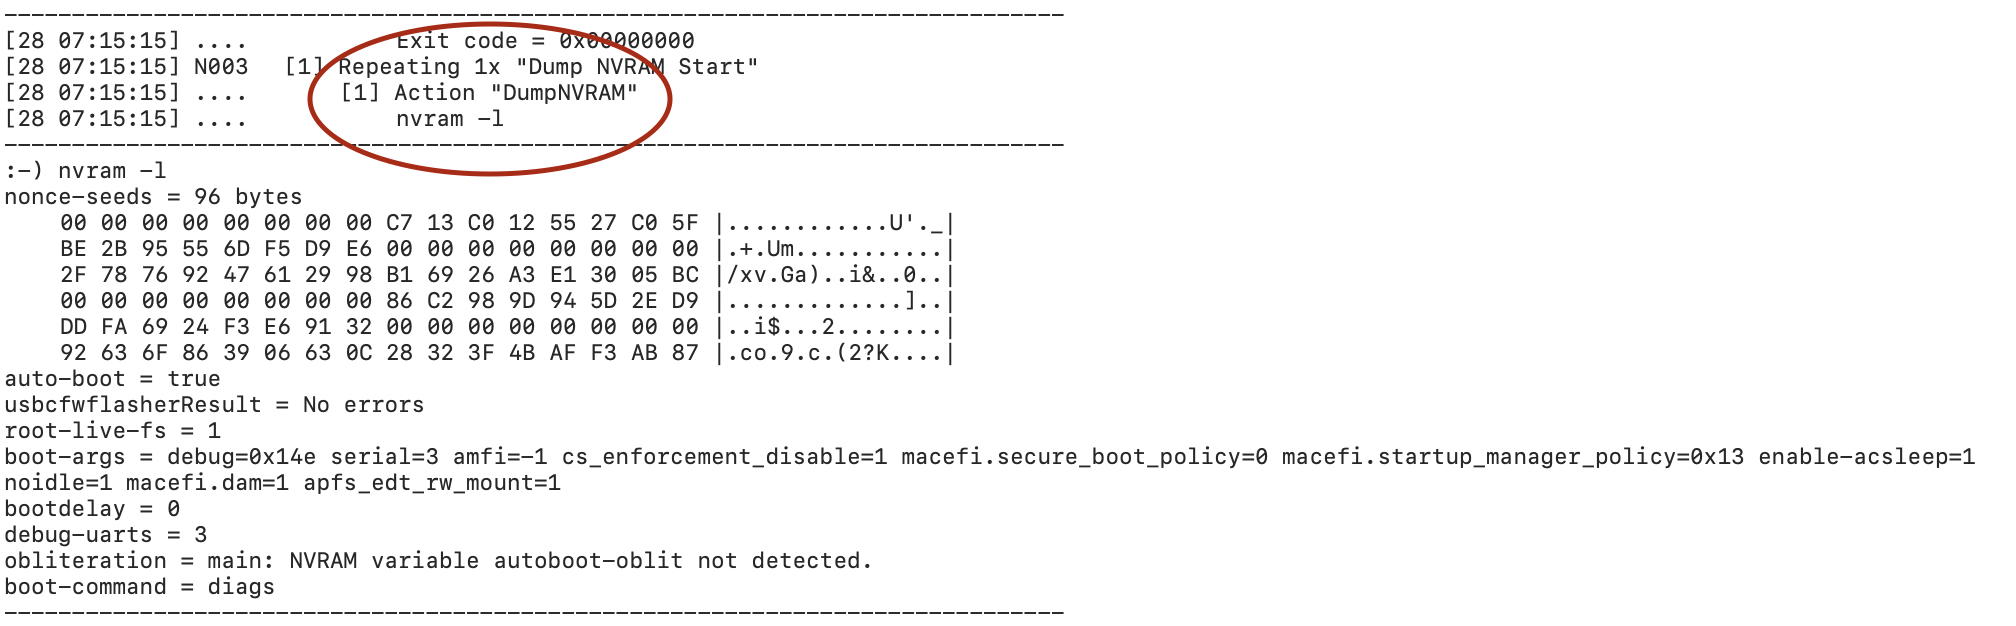 --------------------------------------------------------------------------------
[28 07:15:15] ....           Exit code = 0x00000000
[28 07:15:15] N003   [1] Repeating 1x "Dump NVRAM Start"
[28 07:15:15] ....       [1] Action "DumpNVRAM"
[28 07:15:15] ....           nvram -l
--------------------------------------------------------------------------------
:-) nvram -l
nonce-seeds = 96 bytes
    00 00 00 00 00 00 00 00 C7 13 C0 12 55 27 C0 5F |............U'._|
    BE 2B 95 55 6D F5 D9 E6 00 00 00 00 00 00 00 00 |.+.Um...........|
    2F 78 76 92 47 61 29 98 B1 69 26 A3 E1 30 05 BC |/xv.Ga)..i&..0..|
    00 00 00 00 00 00 00 00 86 C2 98 9D 94 5D 2E D9 |.............]..|
    DD FA 69 24 F3 E6 91 32 00 00 00 00 00 00 00 00 |..i$...2........|
    92 63 6F 86 39 06 63 0C 28 32 3F 4B AF F3 AB 87 |.co.9.c.(2?K....|
auto-boot = true
usbcfwflasherResult = No errors
root-live-fs = 1
boot-args = debug=0x14e serial=3 amfi=-1 cs_enforcement_disable=1 macefi.secure_boot_policy=0 macefi.startup_manager_policy=0x13 enable-acsleep=1
noidle=1 macefi.dam=1 apfs_edt_rw_mount=1
bootdelay = 0
debug-uarts = 3
obliteration = main: NVRAM variable autoboot-oblit not detected.
boot-command = diags
--------------------------------------------------------------------------------